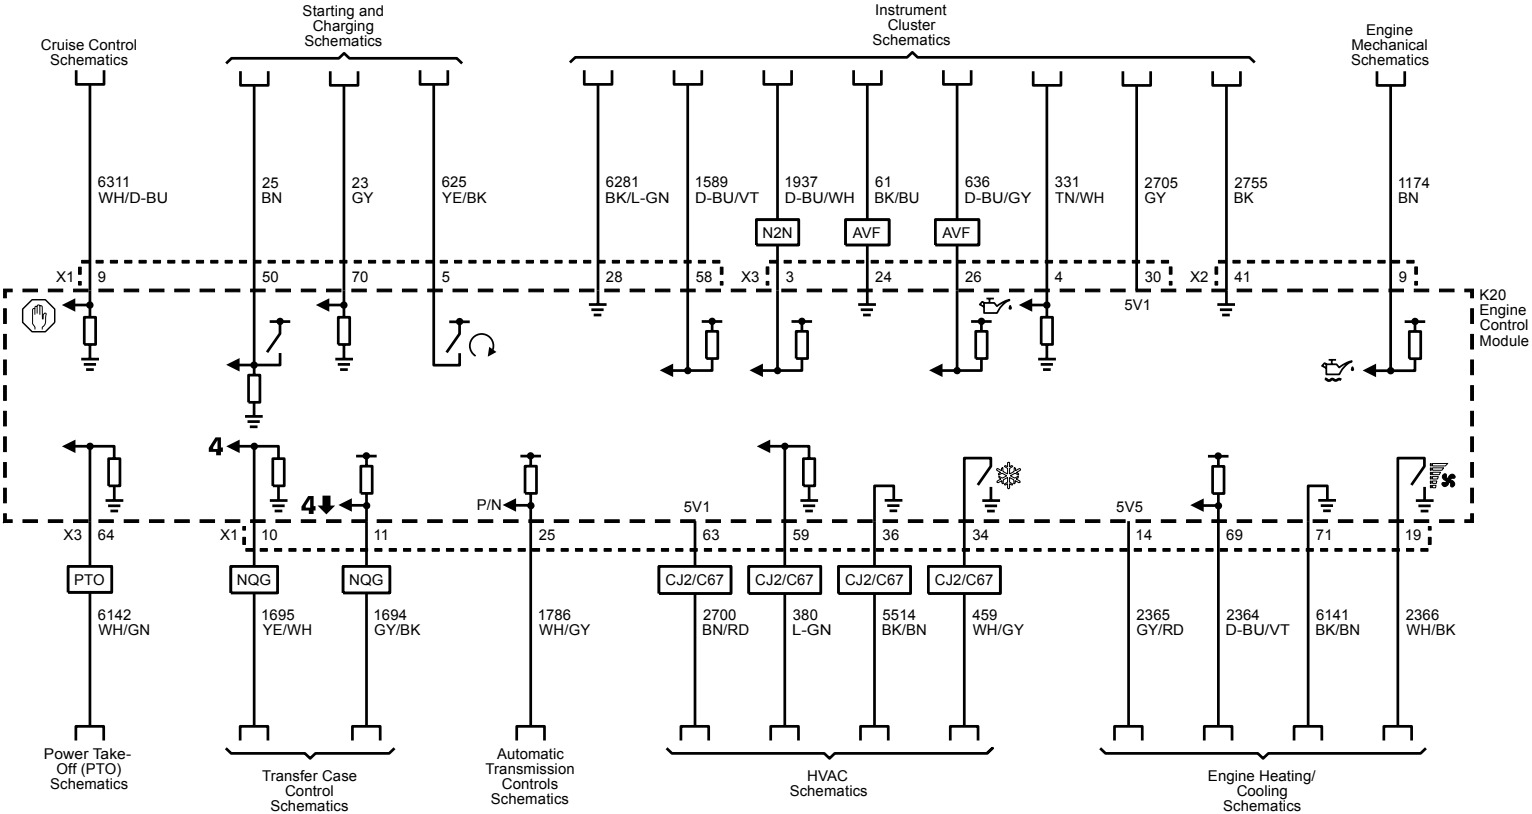 Starting and
Charging
Schematics
Instrument
Cluster
Schematics
Cruise Control
Schematics
Engine
Mechanical
Schematics
6311
WH/D-BU
25
BN
23
GY
625
YE/BK
6281
BK/L-GN
1589
D-BU/VT
1937
D-BU/WH
61
BK/BU
636
D-BU/GY
331
TN/WH
2705
GY
2755
BK
1174
BN
N2N
AVF
AVF
X1 9 50 70 5 28 58 X3 3 24 26 4 30 X2 41 9
5V1
K20
Engine
Control
Module
4
4
P/N
5V1
5V5
X3 64 X1 10 11 25 63 59 36 34 14 69 71 19
PTO
NQG
NQG
CJ2/C67
CJ2/C67
CJ2/C67
CJ2/C67
6142
WH/GN
1695
YE/WH
1694
GY/BK
1786
WH/GY
2700
BN/RD
380
L-GN
5514
BK/BN
459
WH/GY
2365
GY/RD
2364
D-BU/VT
6141
BK/BN
2366
WH/BK
Power Take-
Off (PTO)
Schematics
Transfer Case
Control
Schematics
Automatic
Transmission
Controls
Schematics
HVAC
Schematics
Engine Heating/
Cooling
Schematics